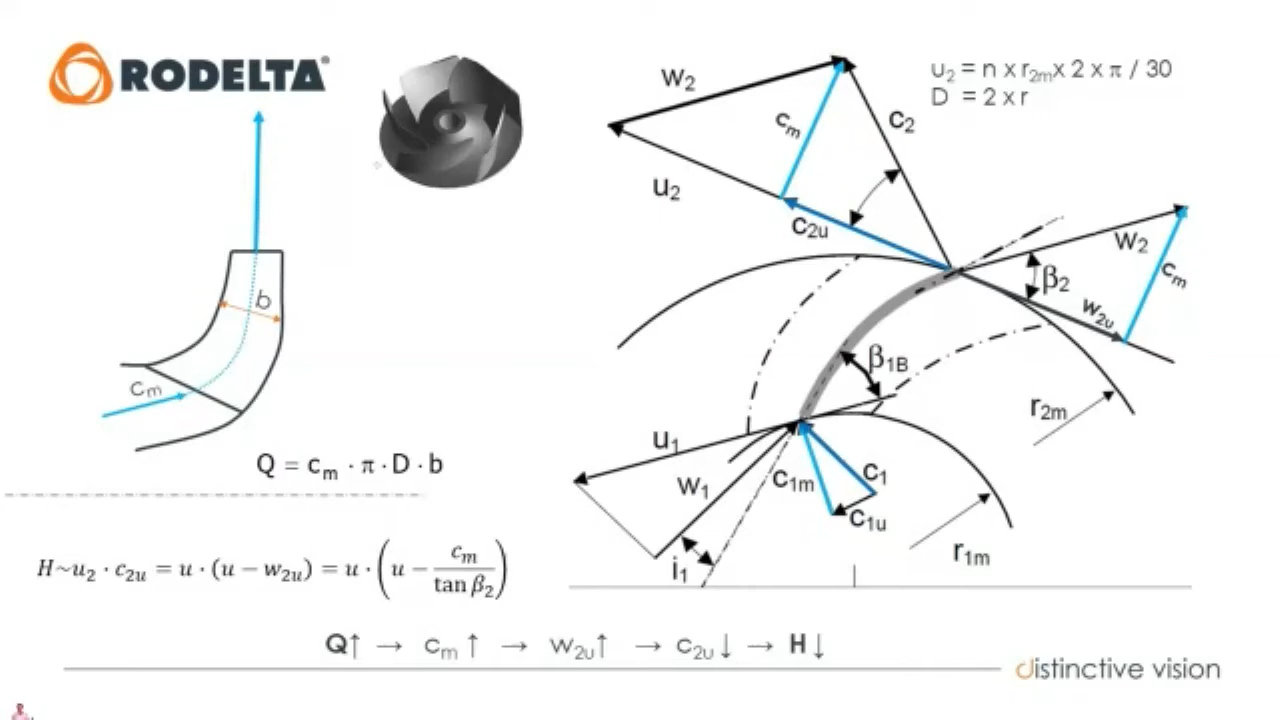 RODELTA®
u₂ = n x r₂ₘ x 2 x π / 30
D = 2 x r
w₂
cₘ
c₂
u₂
c₂ᵤ
w₂
β₂
cₘ
w₂ᵤ
b
cₘ
β₁B
r₂ₘ
u₁
w₁
c₁ₘ
c₁
c₁ᵤ
i₁
r₁ₘ
Q = cₘ · π · D · b
H~u₂ · c₂ᵤ = u · (u − w₂ᵤ) = u · (u − cₘ / tan β₂)
Q↑ → cₘ ↑ → w₂ᵤ↑ → c₂ᵤ↓ → H↓
distinctive vision